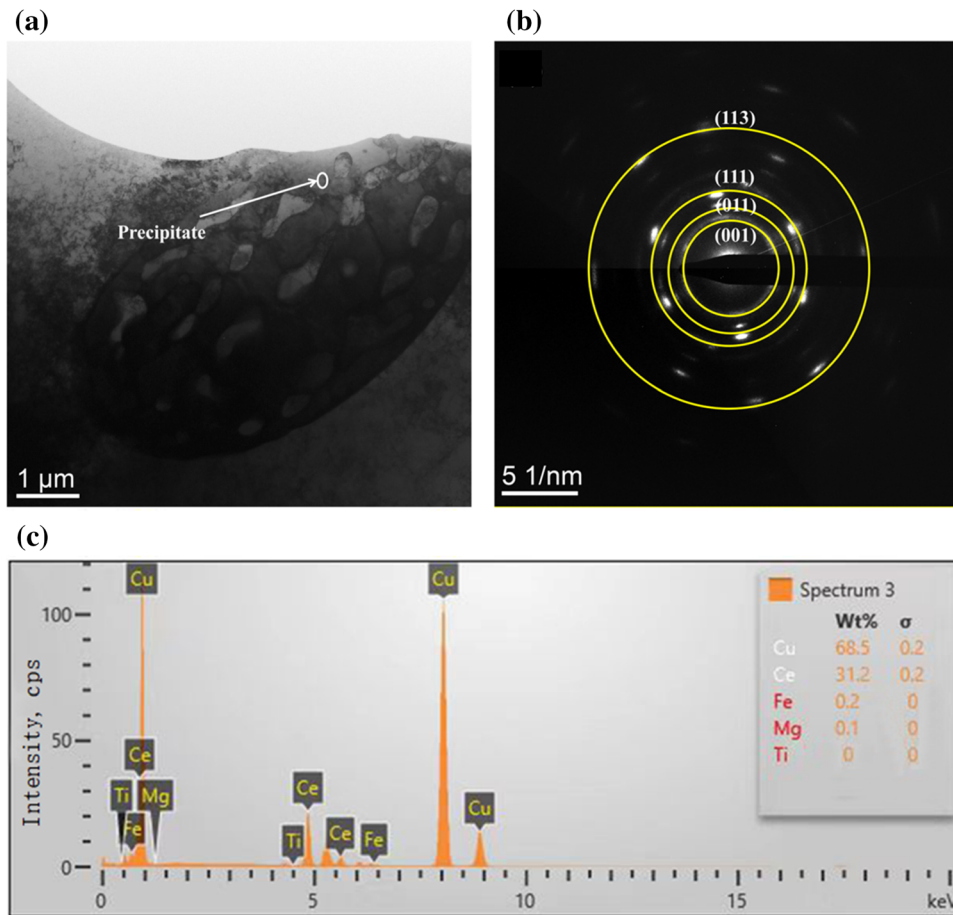 (a)
Precipitate
1 μm
(b)
(113)
(111)
(011)
(001)
5 1/nm
(c)
Intensity, cps
100
50
0
Cu
Cu
Ce
Ti
Mg
Fe
Ce
Ti
Ce
Fe
Cu
0
5
10
15
keV
Spectrum 3
Wt% σ
Cu 68.5 0.2
Ce 31.2 0.2
Fe 0.2 0
Mg 0.1 0
Ti 0 0